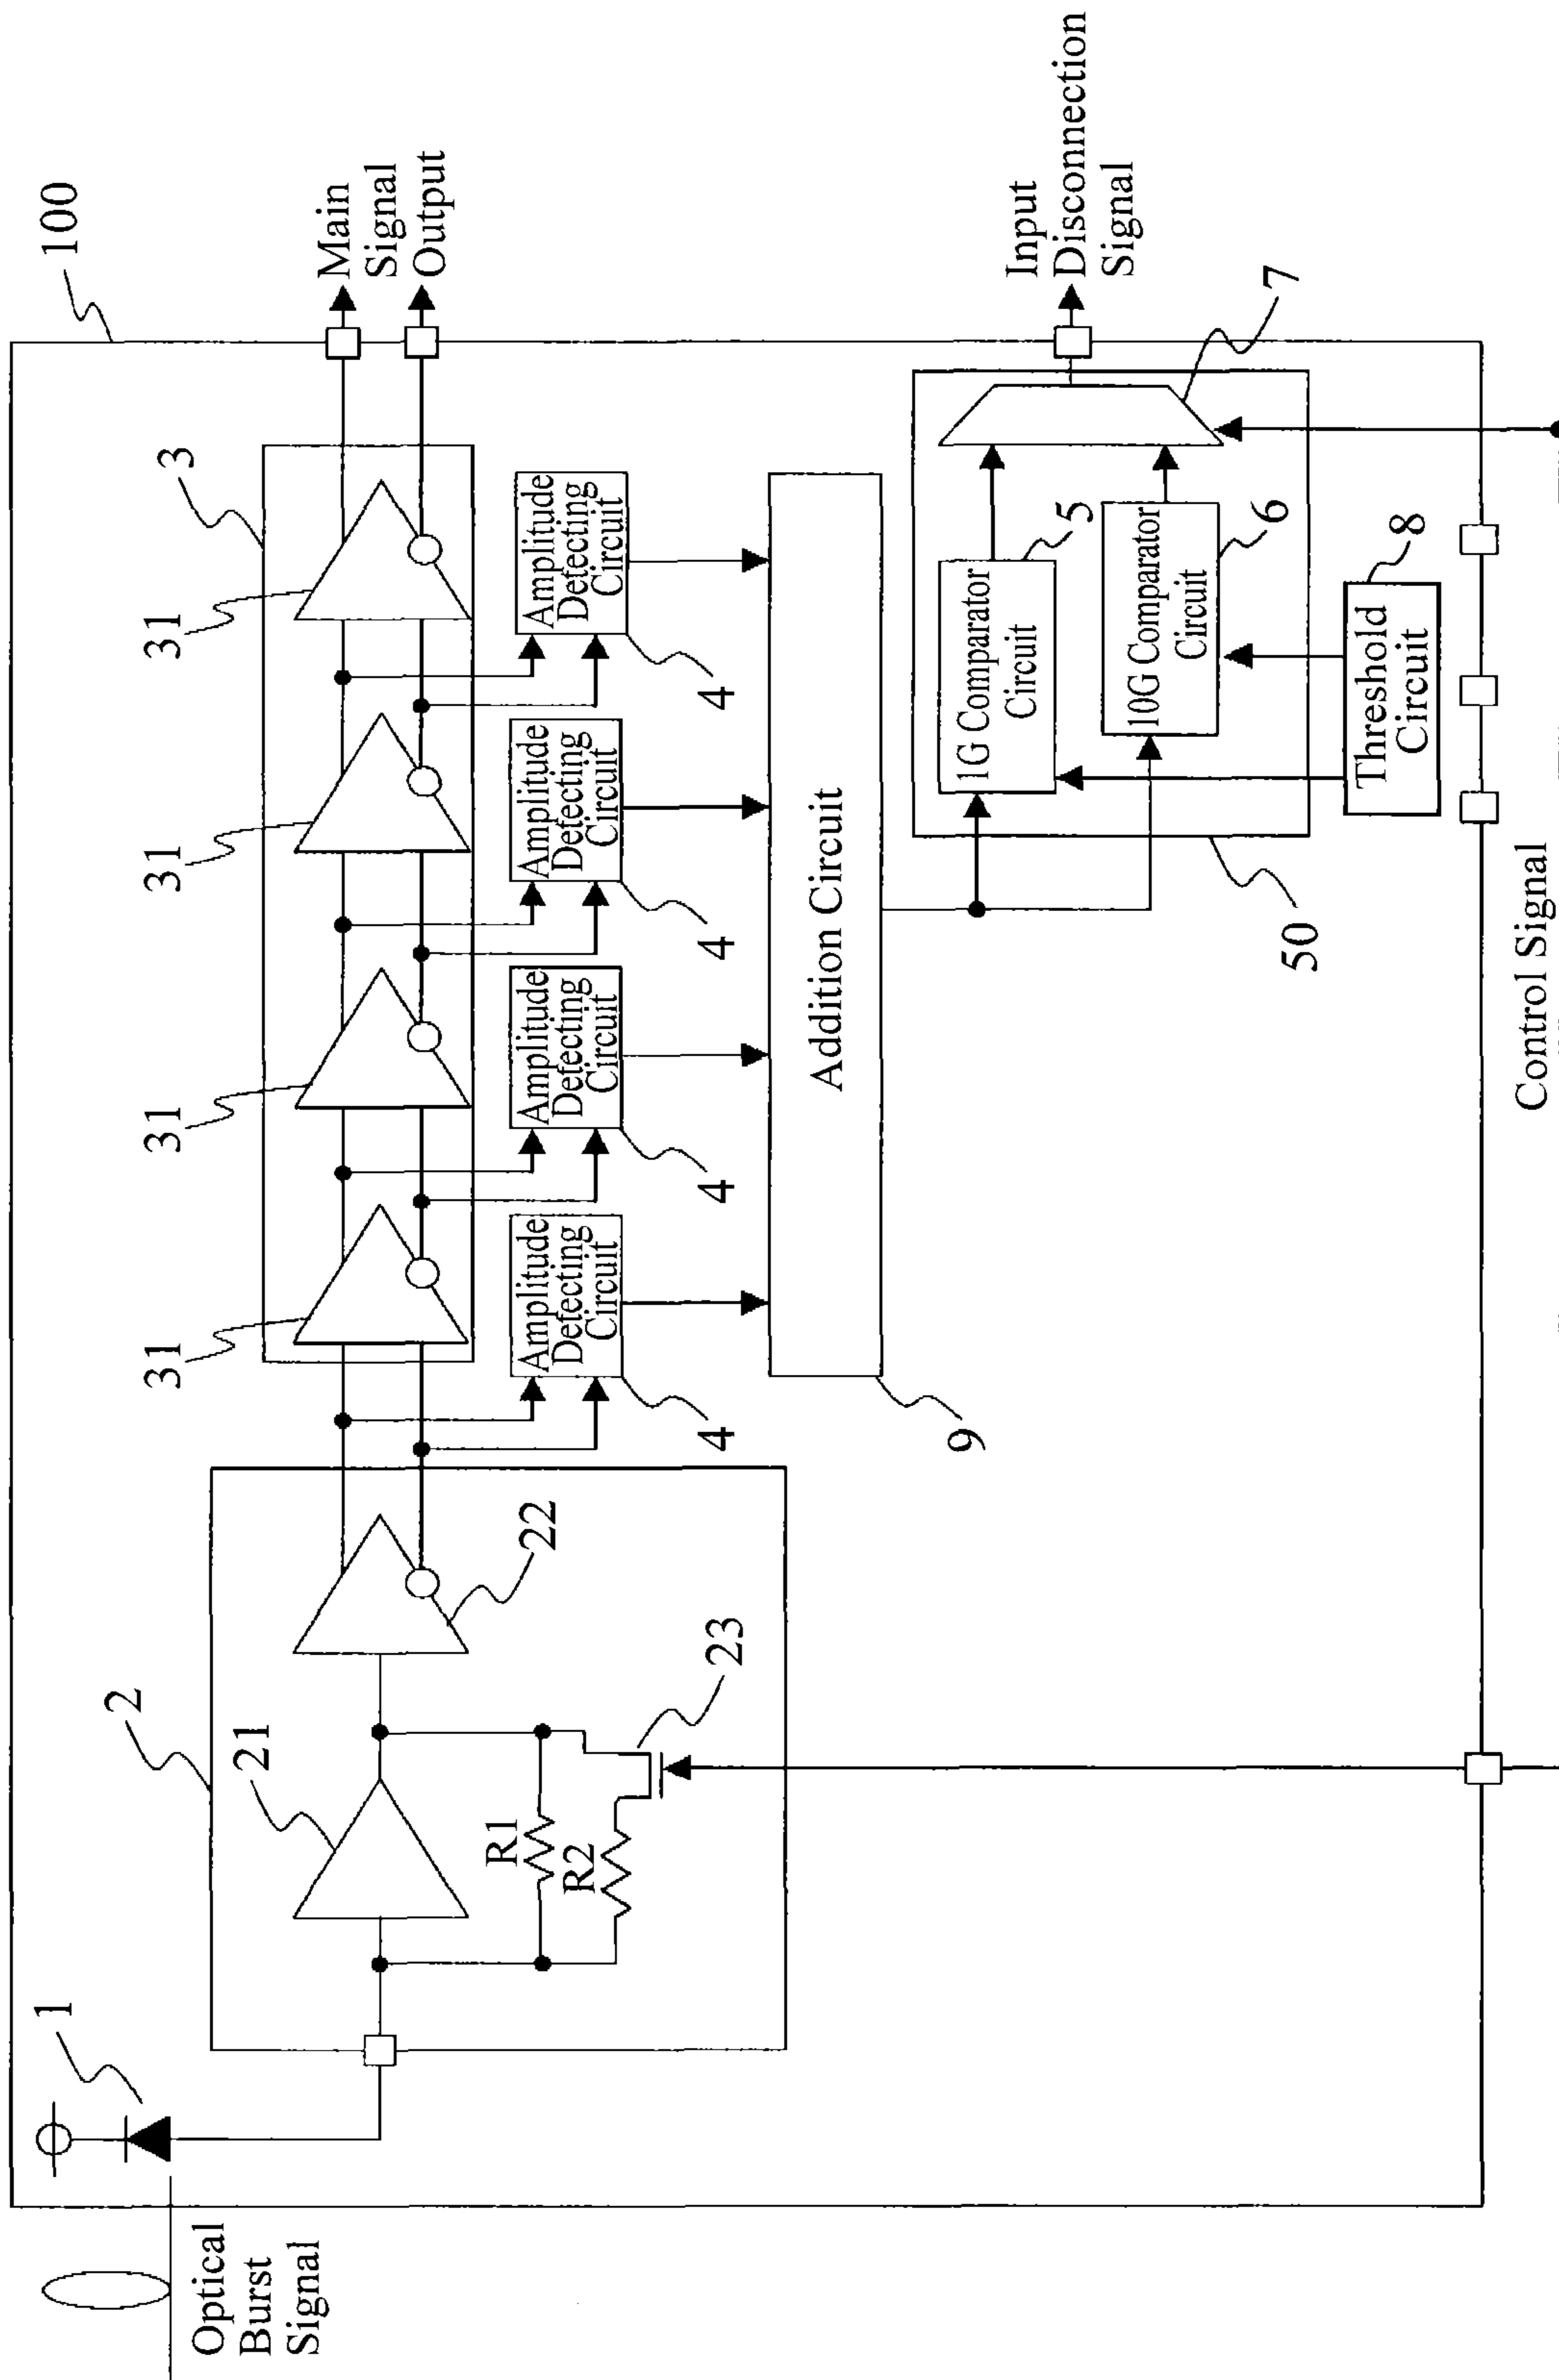 100
Main
Signal
Output
3
31
31
31
31
2
21
22
23
R1
R2
1
Optical
Burst
Signal
Amplitude
Detecting
Circuit
4
Amplitude
Detecting
Circuit
4
Amplitude
Detecting
Circuit
4
Amplitude
Detecting
Circuit
4
Addition Circuit
9
Input
Disconnection
Signal
7
1G Comparator
Circuit
5
10G Comparator
Circuit
6
50
Threshold
Circuit
8
Control Signal